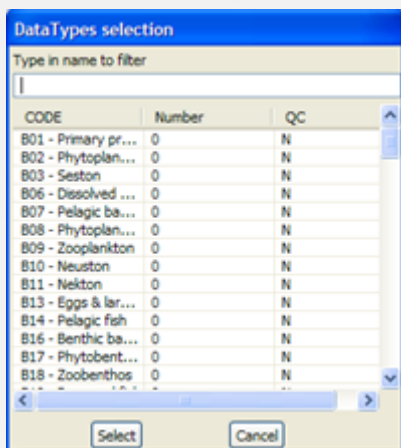 DataTypes selection
Type in name to filter
CODE Number QC
B01 - Primary pr... 0 N
B02 - Phytoplan... 0 N
B03 - Seston 0 N
B06 - Dissolved ... 0 N
B07 - Pelagic ba... 0 N
B08 - Phytoplan... 0 N
B09 - Zooplankton 0 N
B10 - Neuston 0 N
B11 - Nekton 0 N
B13 - Eggs & lar... 0 N
B14 - Pelagic fish 0 N
B16 - Benthic ba... 0 N
B17 - Phytobent... 0 N
B18 - Zoobenthos 0 N
Select Cancel